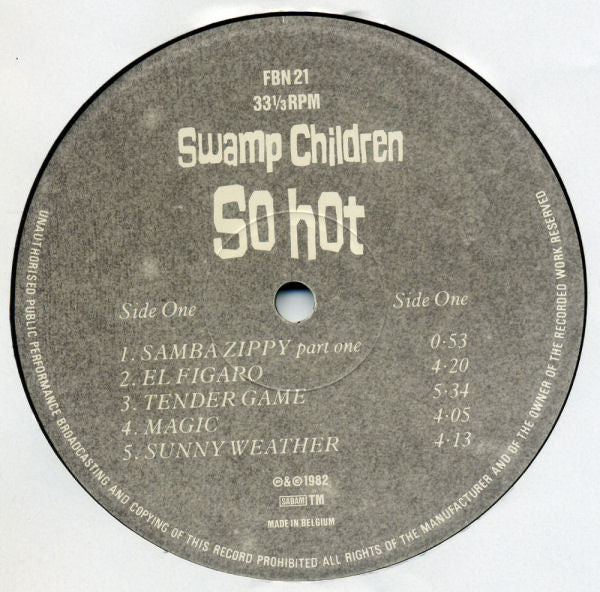 FBN 21
33⅓ RPM
Swamp Children
So hot
Side One Side One
1. SAMBA ZIPPY part one 0·53
2. EL FIGARO 4·20
3. TENDER GAME 5·34
4. MAGIC 4·05
5. SUNNY WEATHER 4·13
©&©1982
SABAM TM
MADE IN BELGIUM
UNAUTHORISED PUBLIC PERFORMANCE BROADCASTING AND COPYING OF THIS RECORD PROHIBITED ALL RIGHTS OF THE MANUFACTURER AND OF THE OWNER OF THE RECORDED WORK RESERVED